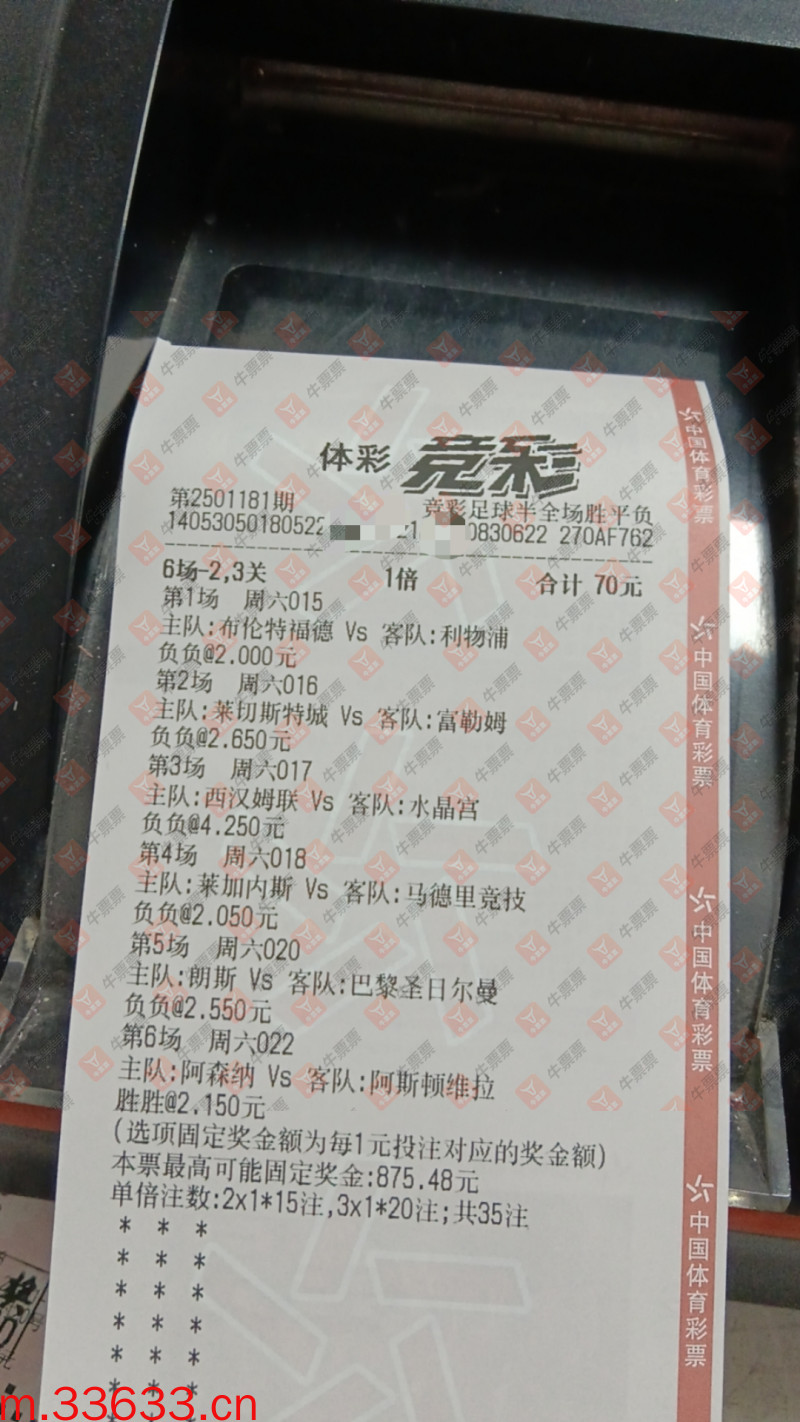 体彩 竞彩
第2501181期
竞彩足球半全场胜平负
14053050180522 21 0830622 270AF762
6场-2,3关 1倍 合计 70元
第1场 周六015
主队:布伦特福德 Vs 客队:利物浦
负负@2.000元
第2场 周六016
主队:莱切斯特城 Vs 客队:富勒姆
负负@2.650元
第3场 周六017
主队:西汉姆联 Vs 客队:水晶宫
负负@4.250元
第4场 周六018
主队:莱加内斯 Vs 客队:马德里竞技
负负@2.050元
第5场 周六020
主队:朗斯 Vs 客队:巴黎圣日尔曼
负负@2.550元
第6场 周六022
主队:阿森纳 Vs 客队:阿斯顿维拉
胜胜@2.150元
(选项固定奖金额为每1元投注对应的奖金额)
本票最高可能固定奖金:875.48元
单倍注数:2x1*15注,3x1*20注;共35注
* * *
* * *
* * *
* * *
* * *
* * *
中国体育彩票
中国体育彩票
中国体育彩票
中国体育彩票
牛票票
m.33633.cn